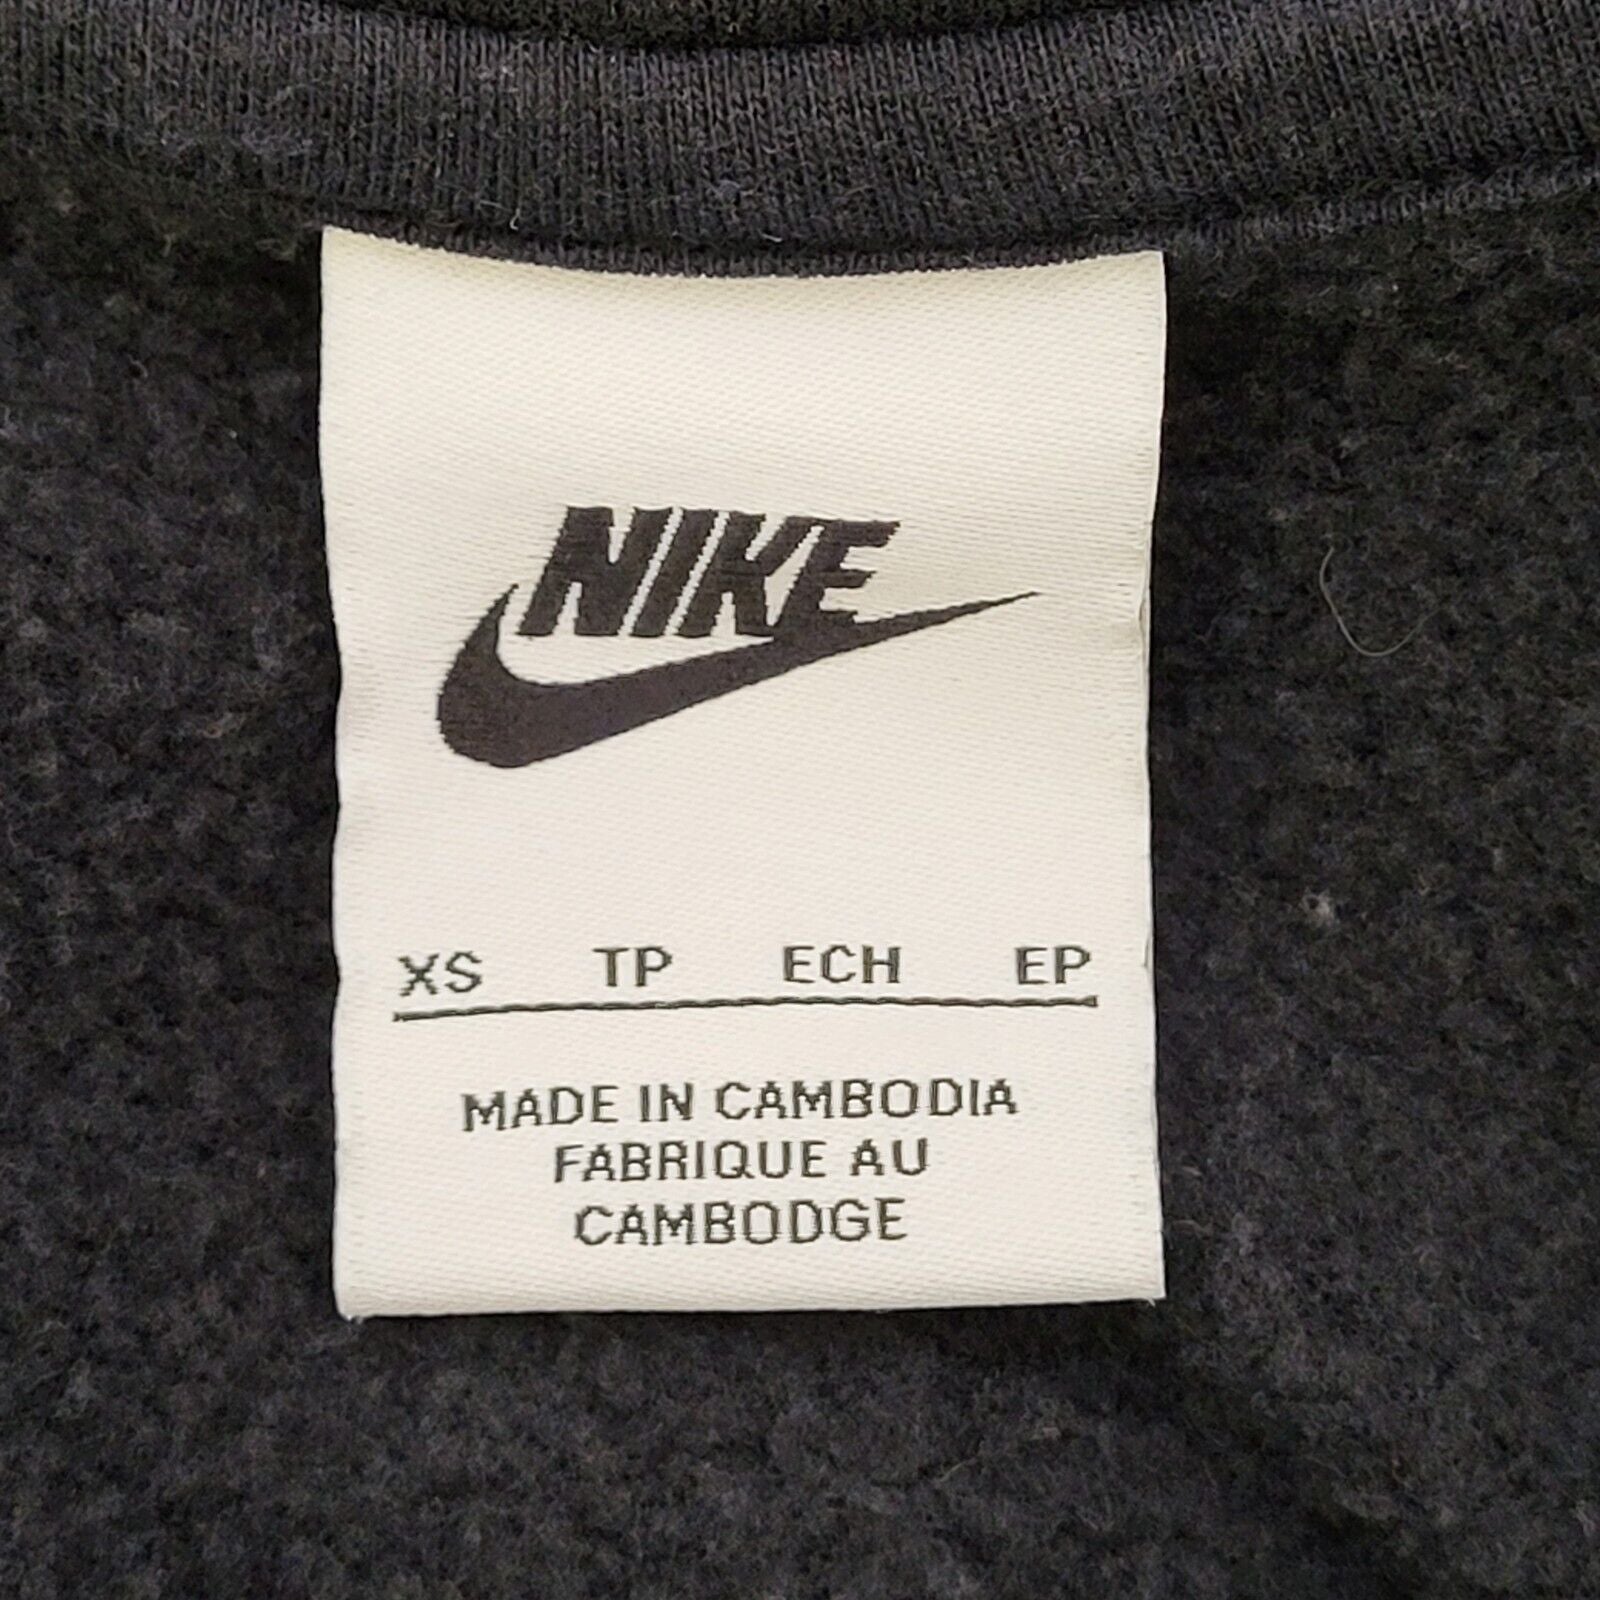 NIKE
XS TP ECH EP
MADE IN CAMBODIA
FABRIQUE AU
CAMBODGE